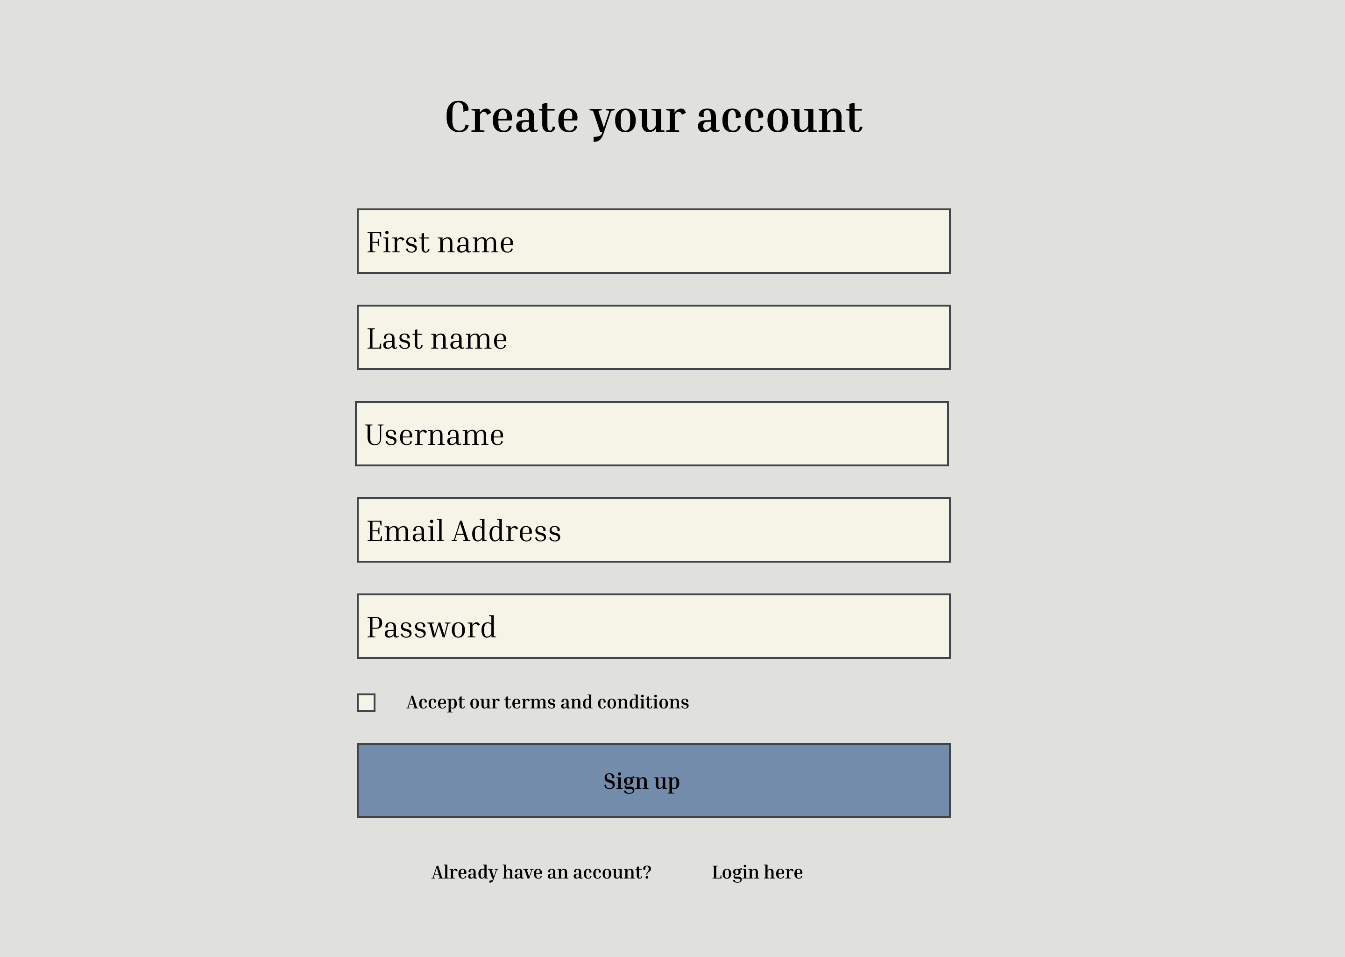 Create your account
First name
Last name
Username
Email Address
Password
Accept our terms and conditions
Sign up
Already have an account? Login here